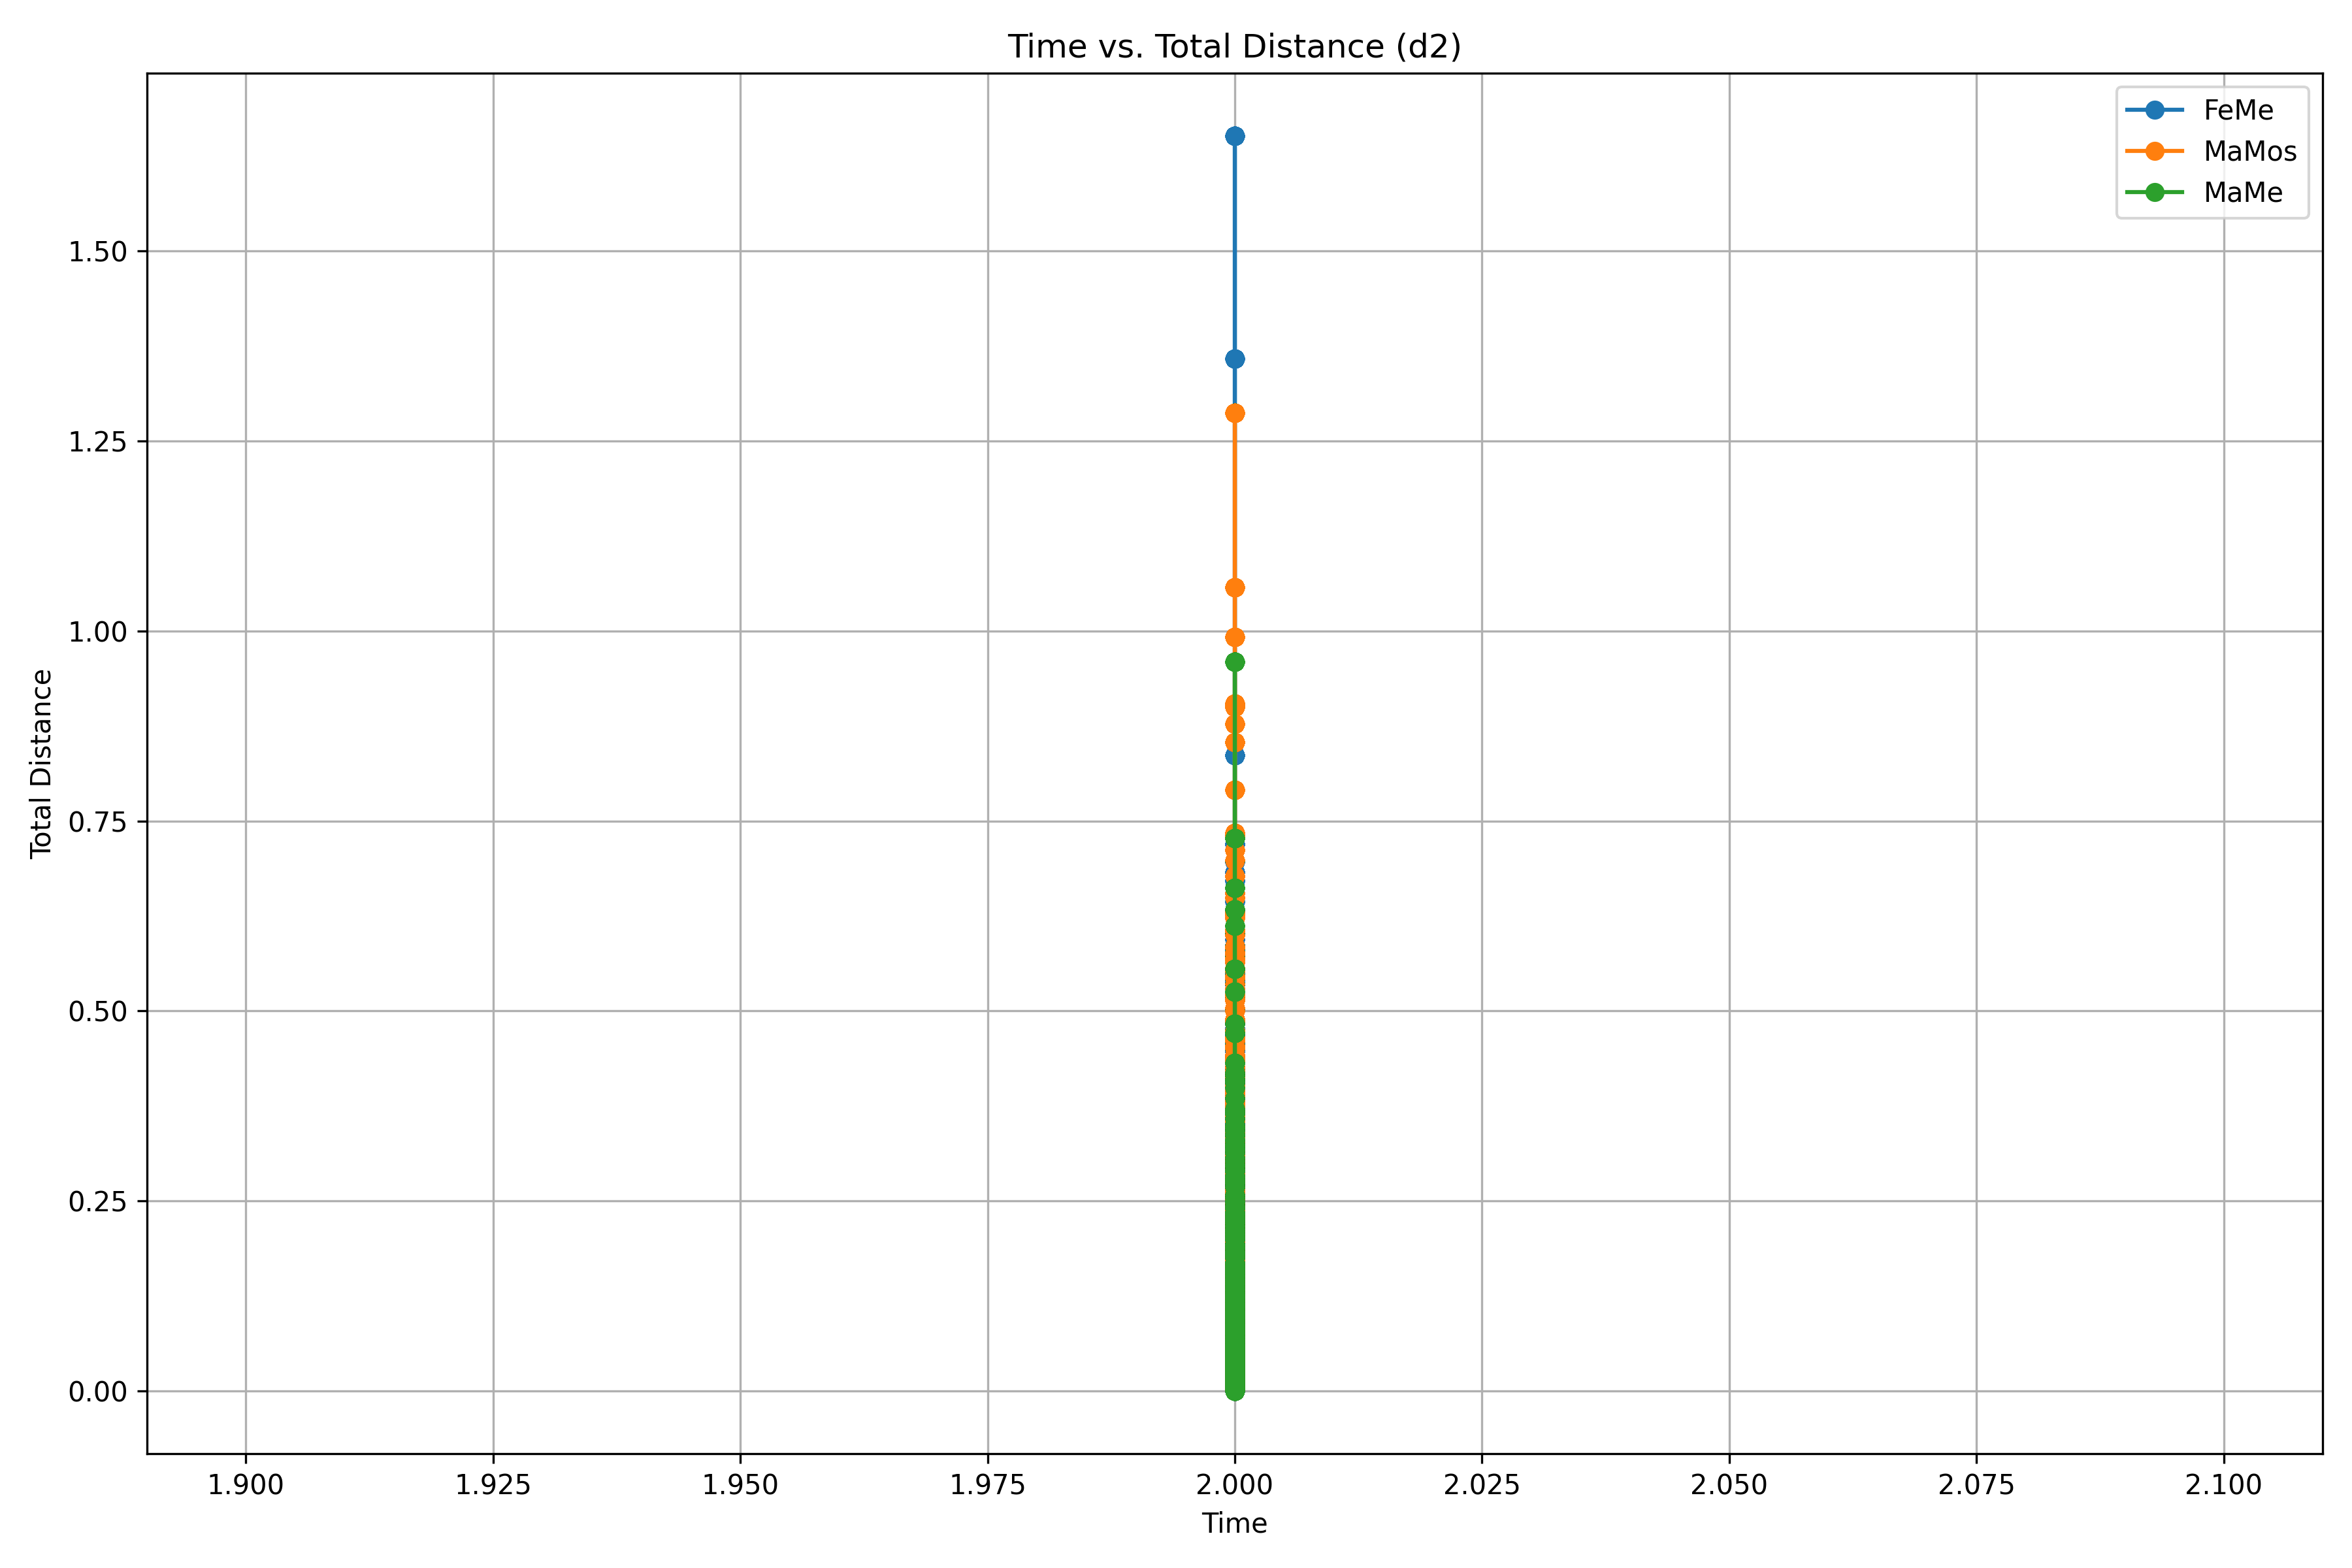 Time vs. Total Distance (d2)
FeMe
MaMos
MaMe
Total Distance
1.50
1.25
1.00
0.75
0.50
0.25
0.00
1.900 1.925 1.950 1.975 2.000 2.025 2.050 2.075 2.100
Time